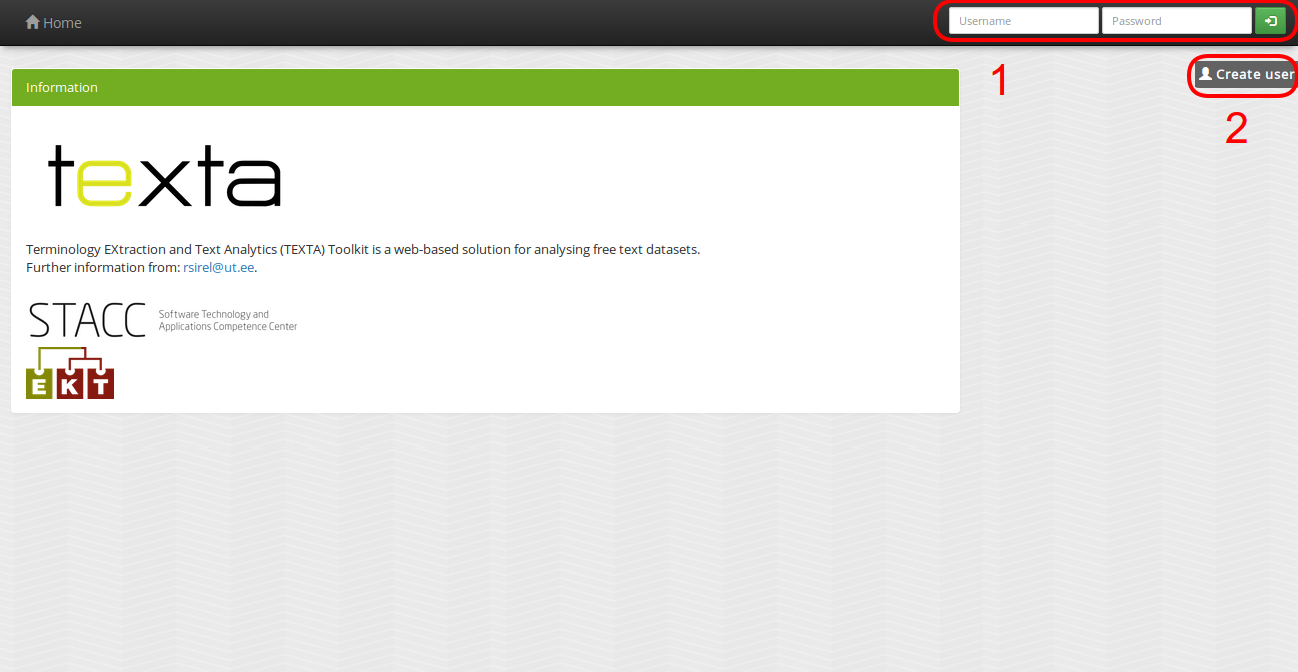 Home
Username
Password
1
Create user
2
Information
texta
Terminology EXtraction and Text Analytics (TEXTA) Toolkit is a web-based solution for analysing free text datasets.
Further information from: rsirel@ut.ee.
STACC
Software Technology and
Applications Competence Center
EKT